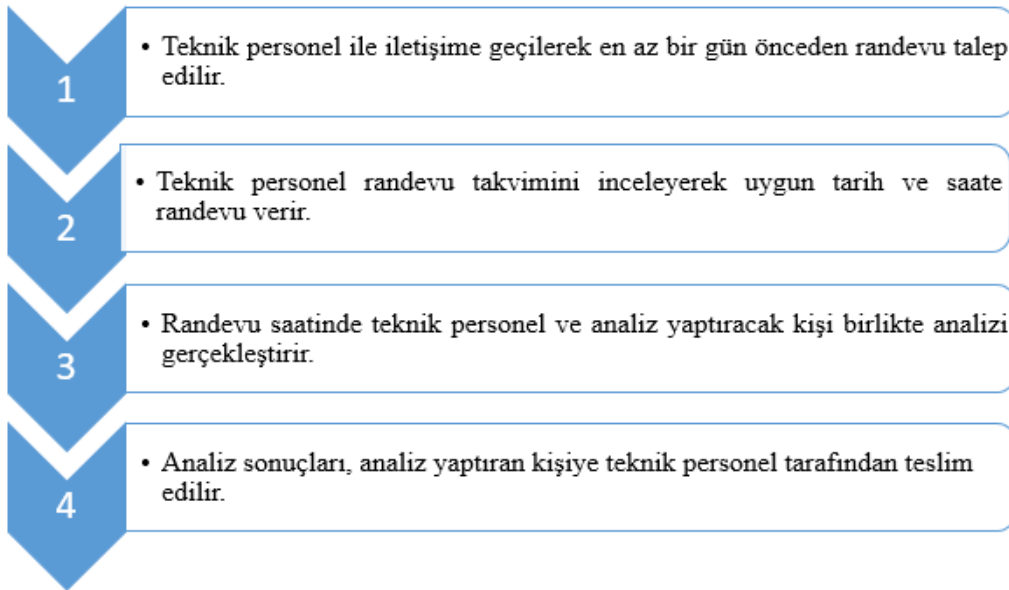 1
• Teknik personel ile iletişime geçilerek en az bir gün önceden randevu talep
edilir.
2
• Teknik personel randevu takvimini inceleyerek uygun tarih ve saate
randevu verir.
3
• Randevu saatinde teknik personel ve analiz yaptıracak kişi birlikte analizi
gerçekleştirir.
4
• Analiz sonuçları, analiz yaptıran kişiye teknik personel tarafından teslim
edilir.